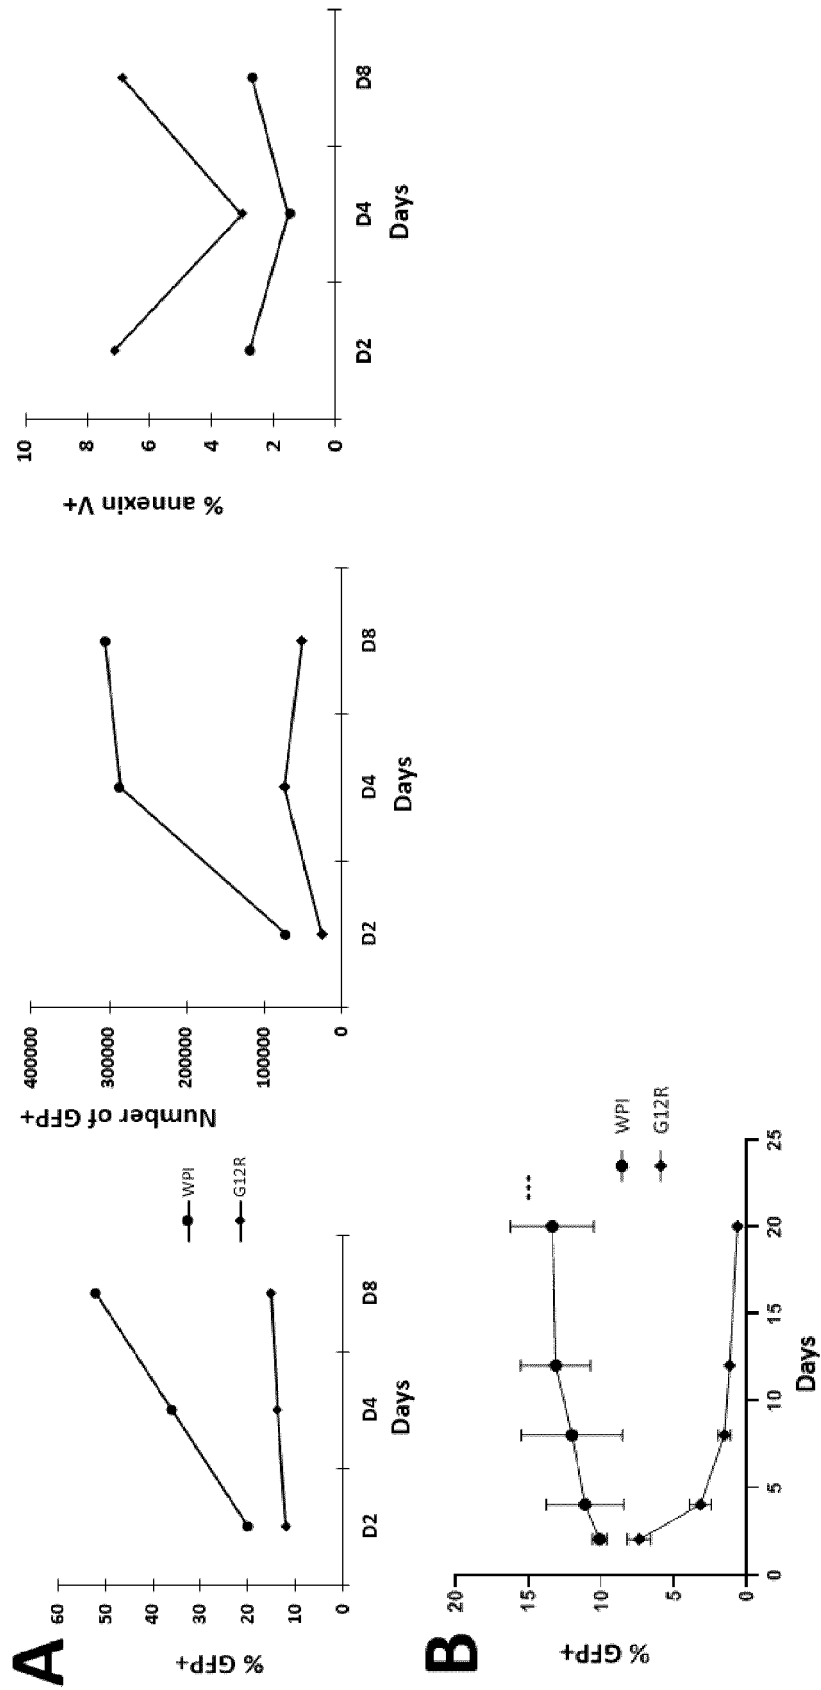 A
% GFP+
60
50
40
30
20
10
0
D2
D4
D8
Days
WPI
G12R
Number of GFP+
400000
300000
200000
100000
0
D2
D4
D8
Days
% annexin V+
10
8
6
4
2
0
D2
D4
D8
Days
B
% GFP+
20
15
10
5
0
0
5
10
15
20
25
Days
***
WPI
G12R